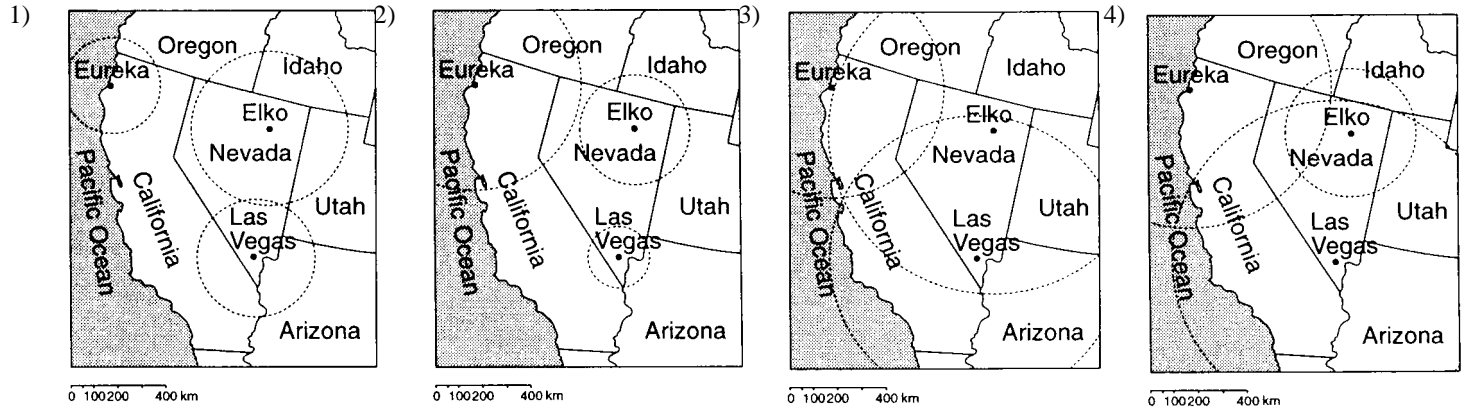 1)
Oregon
Idaho
Eureka
Elko
Nevada
Pacific Ocean
California
Las
Vegas
Utah
Arizona
0 100 200 400 km
2)
Oregon
Idaho
Eureka
Elko
Nevada
Pacific Ocean
California
Las
Vegas
Utah
Arizona
0 100 200 400 km
3)
Oregon
Idaho
Eureka
Elko
Nevada
Pacific Ocean
California
Las
Vegas
Utah
Arizona
0 100 200 400 km
4)
Oregon
Idaho
Eureka
Elko
Nevada
Pacific Ocean
California
Las
Vegas
Utah
Arizona
0 100 200 400 km